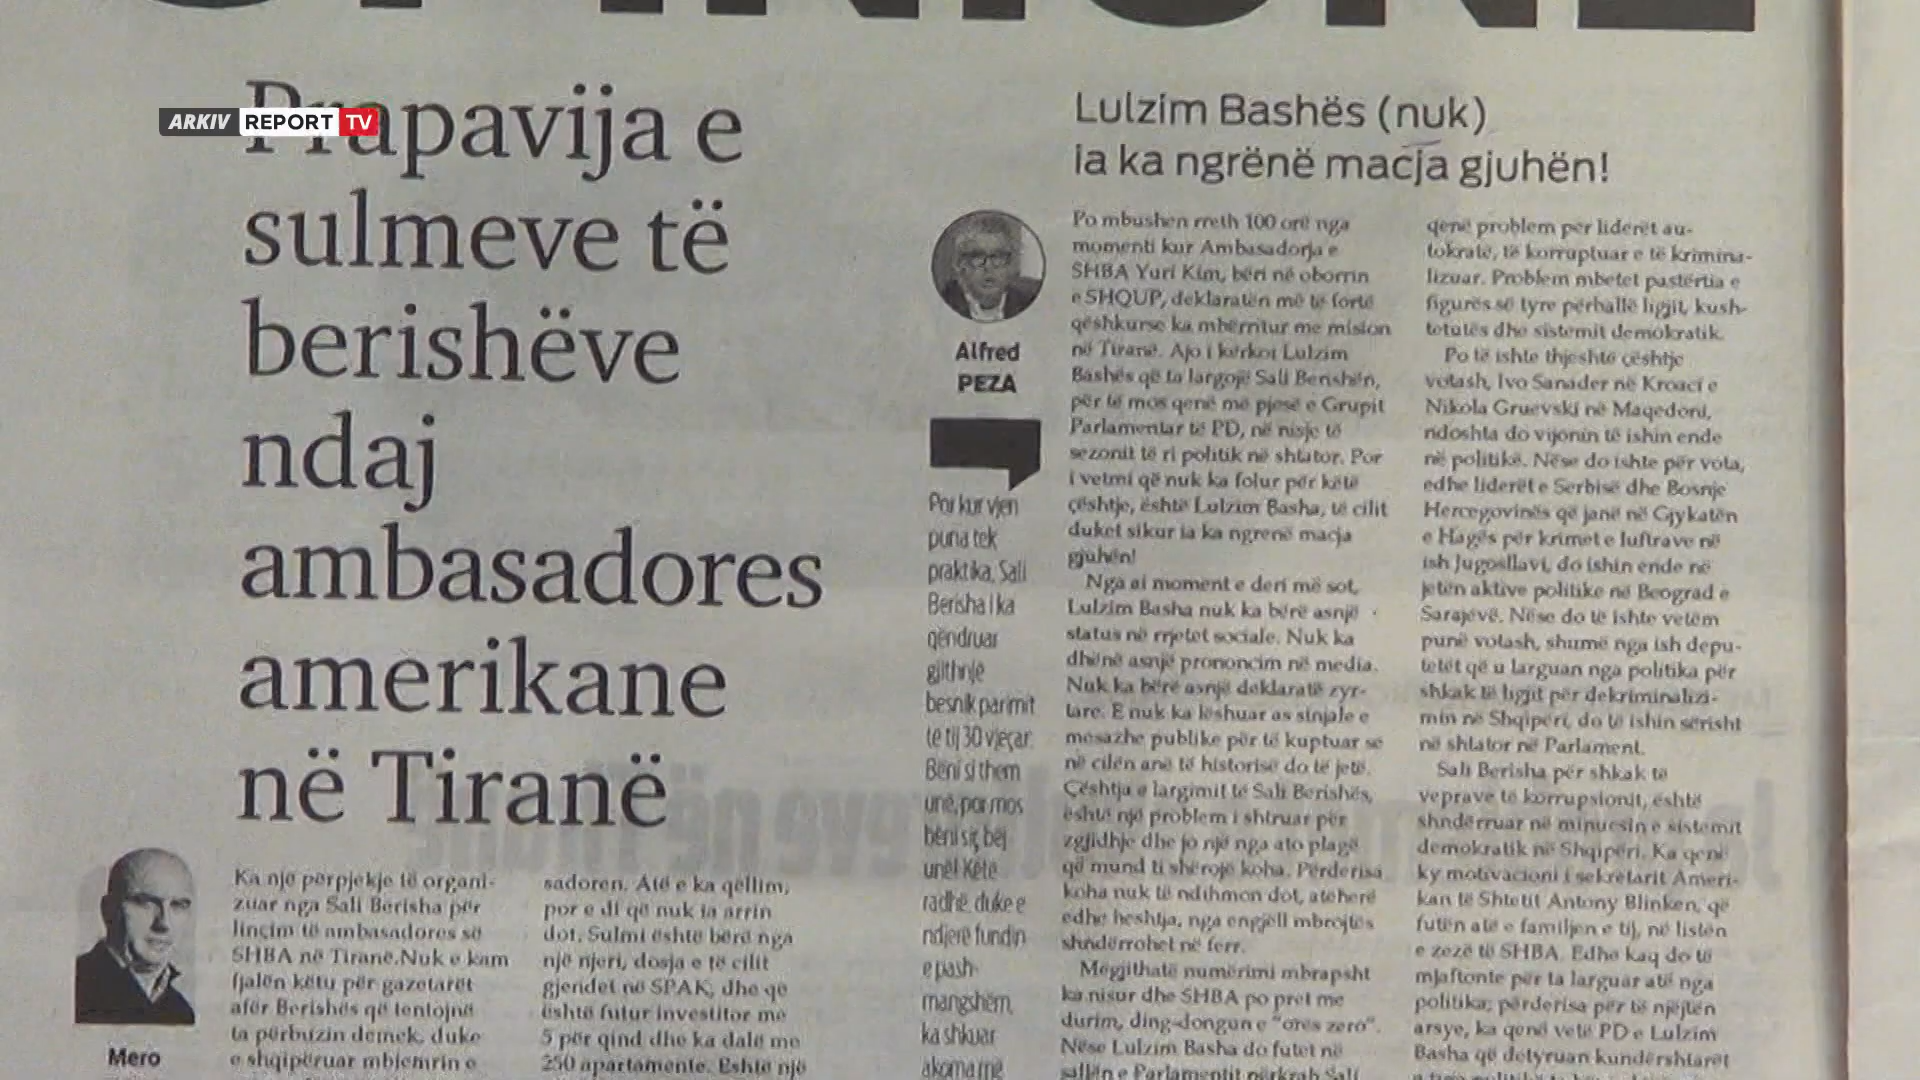 OPINIONE
ARKIV REPORT TV
Prapavija e
sulmeve të
berishëve
ndaj
ambasadores
amerikane
në Tiranë
Mero
Ka një përpjekje të organi-
zuar nga Sali Berisha për
linçim të ambasadores së
SHBA në Tiranë.Nuk e kam
fjalën këtu për gazetarët
afër Berishës që tentojnë
ta përbuzin demek, duke
e shqipëruar mbiemrin e
sadoren. Atë e ka qëllim,
por e di që nuk ia arrin
dot. Sulmi është bërë nga
një njeri, dosja e të cilit
gjendet në SPAK, dhe që
është futur investitor me
5 për qind dhe ka dalë me
250 apartamente. Është një
Lulzim Bashës (nuk)
ia ka ngrënë macja gjuhën!
Alfred
PEZA
Por kur vjen
puna tek
praktika, Sali
Berisha I ka
qëndruar
gjithnjë
besnik parimit
të tij 30 vjeçar:
Bëni si them
unë, por mos
bëni siç bëj
unë! Këtë
radhë, duke e
ndjerë fundin
e pash-
mangshëm,
ka shkuar
akoma më
Po mbushen rreth 100 orë nga
momenti kur Ambasadorja e
SHBA Yuri Kim, bëri në oborrin
e SHQUP, deklaratën më të fortë
qëshkurse ka mbërritur me mision
në Tiranë. Ajo i kërkoi Lulzim
Bashës që ta largojë Sali Berishën,
për të mos qenë më pjesë e Grupit
Parlamentar të PD, në nisje të
sezonit të ri politik në shtator. Por
i vetmi që nuk ka folur për këtë
çështje, është Lulzim Basha, të cilit
duket sikur ia ka ngrenë macja
gjuhën!
Nga ai moment e deri më sot,
Lulzim Basha nuk ka bërë asnjë
status në rrjetet sociale. Nuk ka
dhënë asnjë prononcim në media.
Nuk ka bërë asnjë deklaratë zyr-
tare. E nuk ka lëshuar as sinjale e
mesazhe publike për të kuptuar se
në cilën anë të historisë do të jetë.
Çështja e largimit të Sali Berishës,
është një problem i shtruar për
zgjidhje dhe jo një nga ato plagë
që mund ti shërojë koha. Përderisa
koha nuk të ndihmon dot, atëherë
edhe heshtja, nga engjëll mbrojtës
shndërrohet në ferr.
Megjithatë numërimi mbrapsht
ka nisur dhe SHBA po pret me
durim, ding-dongun e "orës zero".
Nëse Lulzim Basha do futet në
sallën e Parlamentit përkrah Sali
qenë problem për liderët au-
tokratë, të korruptuar e të krimina-
lizuar. Problem mbetet pastërtia e
figurës së tyre përballë ligjit, kush-
tetutës dhe sistemit demokratik.
Po të ishte thjeshtë çështje
votash, Ivo Sanader në Kroaci e
Nikola Gruevski në Maqedoni,
ndoshta do vijonin të ishin ende
në politikë. Nëse do ishte për vota,
edhe liderët e Serbisë dhe Bosnje
Hercegovinës që janë në Gjykatën
e Hagës për krimet e luftrave në
ish Jugosllavi, do ishin ende në
jetën aktive politike në Beograd e
Sarajevë. Nëse do të ishte vetëm
punë votash, shumë nga ish depu-
tetët që u larguan nga politika për
shkak të ligjit për dekriminalizi-
min në Shqipëri, do të ishin sërisht
në shtator në Parlament.
Sali Berisha për shkak të
veprave të korrupsionit, është
shndërruar në minuesin e sistemit
demokratik në Shqipëri. Ka qenë
ky motivacioni i sekretarit Ameri-
kan të Shtetit Antony Blinken, që
futën atë e familjen e tij, në listën
e zezë të SHBA. Edhe kaq do të
mjaftonte për ta larguar atë nga
politika; përderisa për të njëjtën
arsye, ka qenë vetë PD e Lulzim
Basha që detyruan kundërshtarët